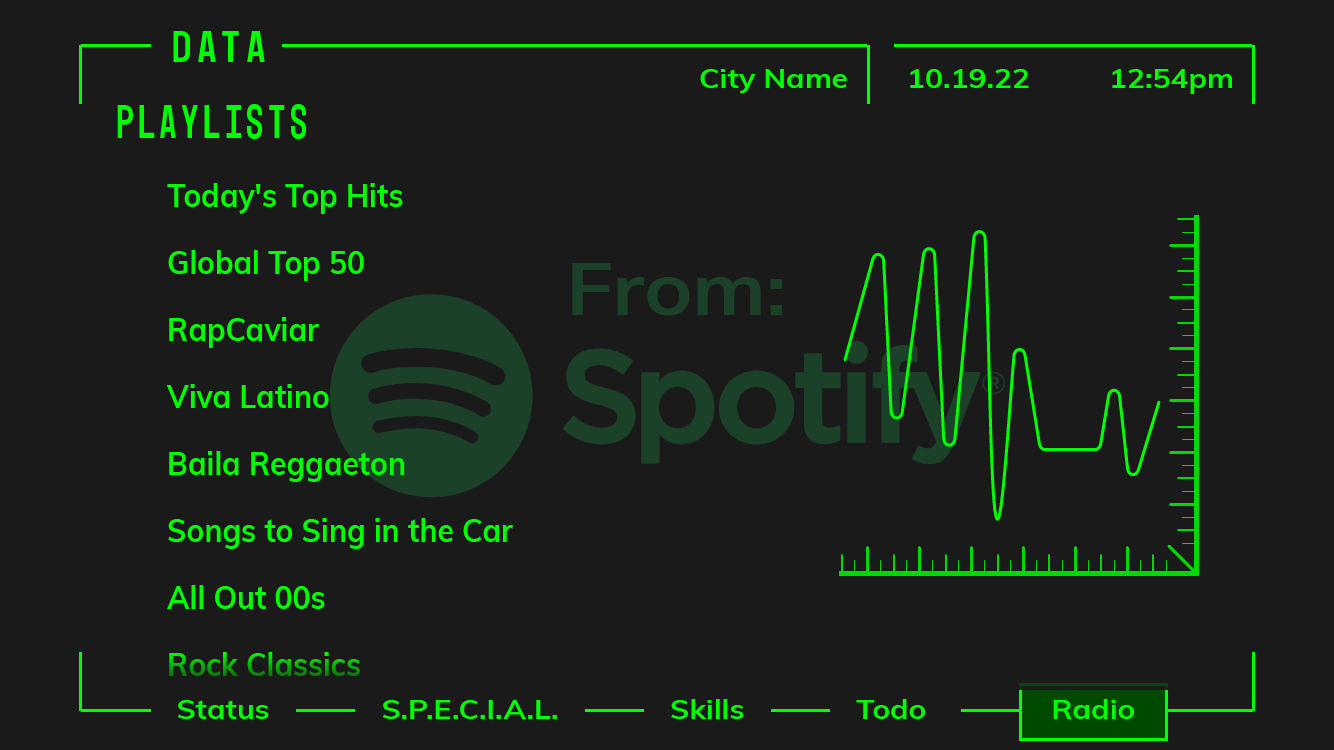 DATA
City Name 10.19.22 12:54pm
PLAYLISTS
Today's Top Hits
Global Top 50
From:
RapCaviar
Spotify®
Viva Latino
Baila Reggaeton
Songs to Sing in the Car
All Out 00s
Rock Classics
Status S.P.E.C.I.A.L. Skills Todo Radio